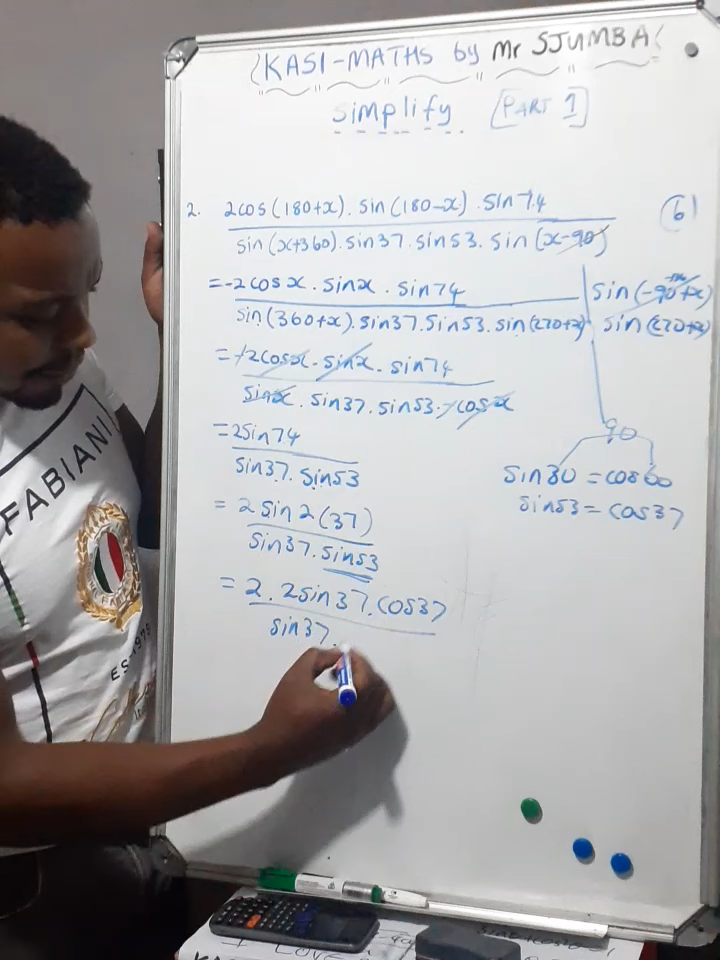 KASI-MATHS by Mr SJUMBA
Simplify [PART 1]
2. 2cos(180+x).sin(180-x).sin74
sin(x+360).sin37.sin53.sin(x-90)
(6)
=-2cosx.sinx.sin74
sin(360+x).sin37.sin53.sin(270+x)
sin(-90+x)
sin(270+x)
=-2cosx.sinx.sin74
sinx.sin37.sin53.-cosx
=2sin74
sin37.sin53
90
sin30=cos60
sin53=cos37
=2sin2(37)
sin37.sin53
=2.2sin37.cos37
sin37.
FABIANI